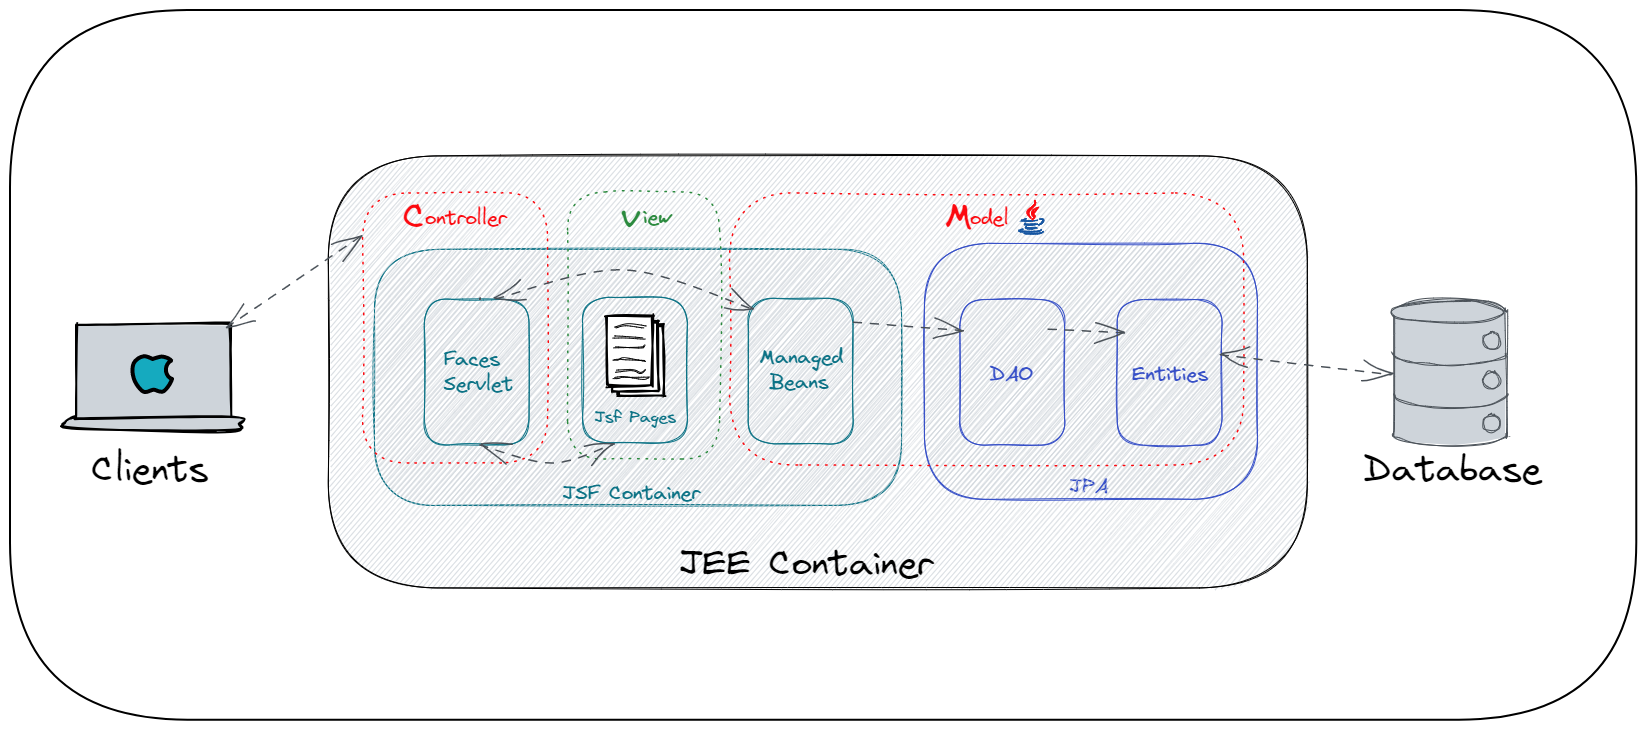 Controller
View
Model
Faces
Servlet
Jsf Pages
Managed
Beans
DAO
Entities
JSF Container
JPA
JEE Container
Clients
Database